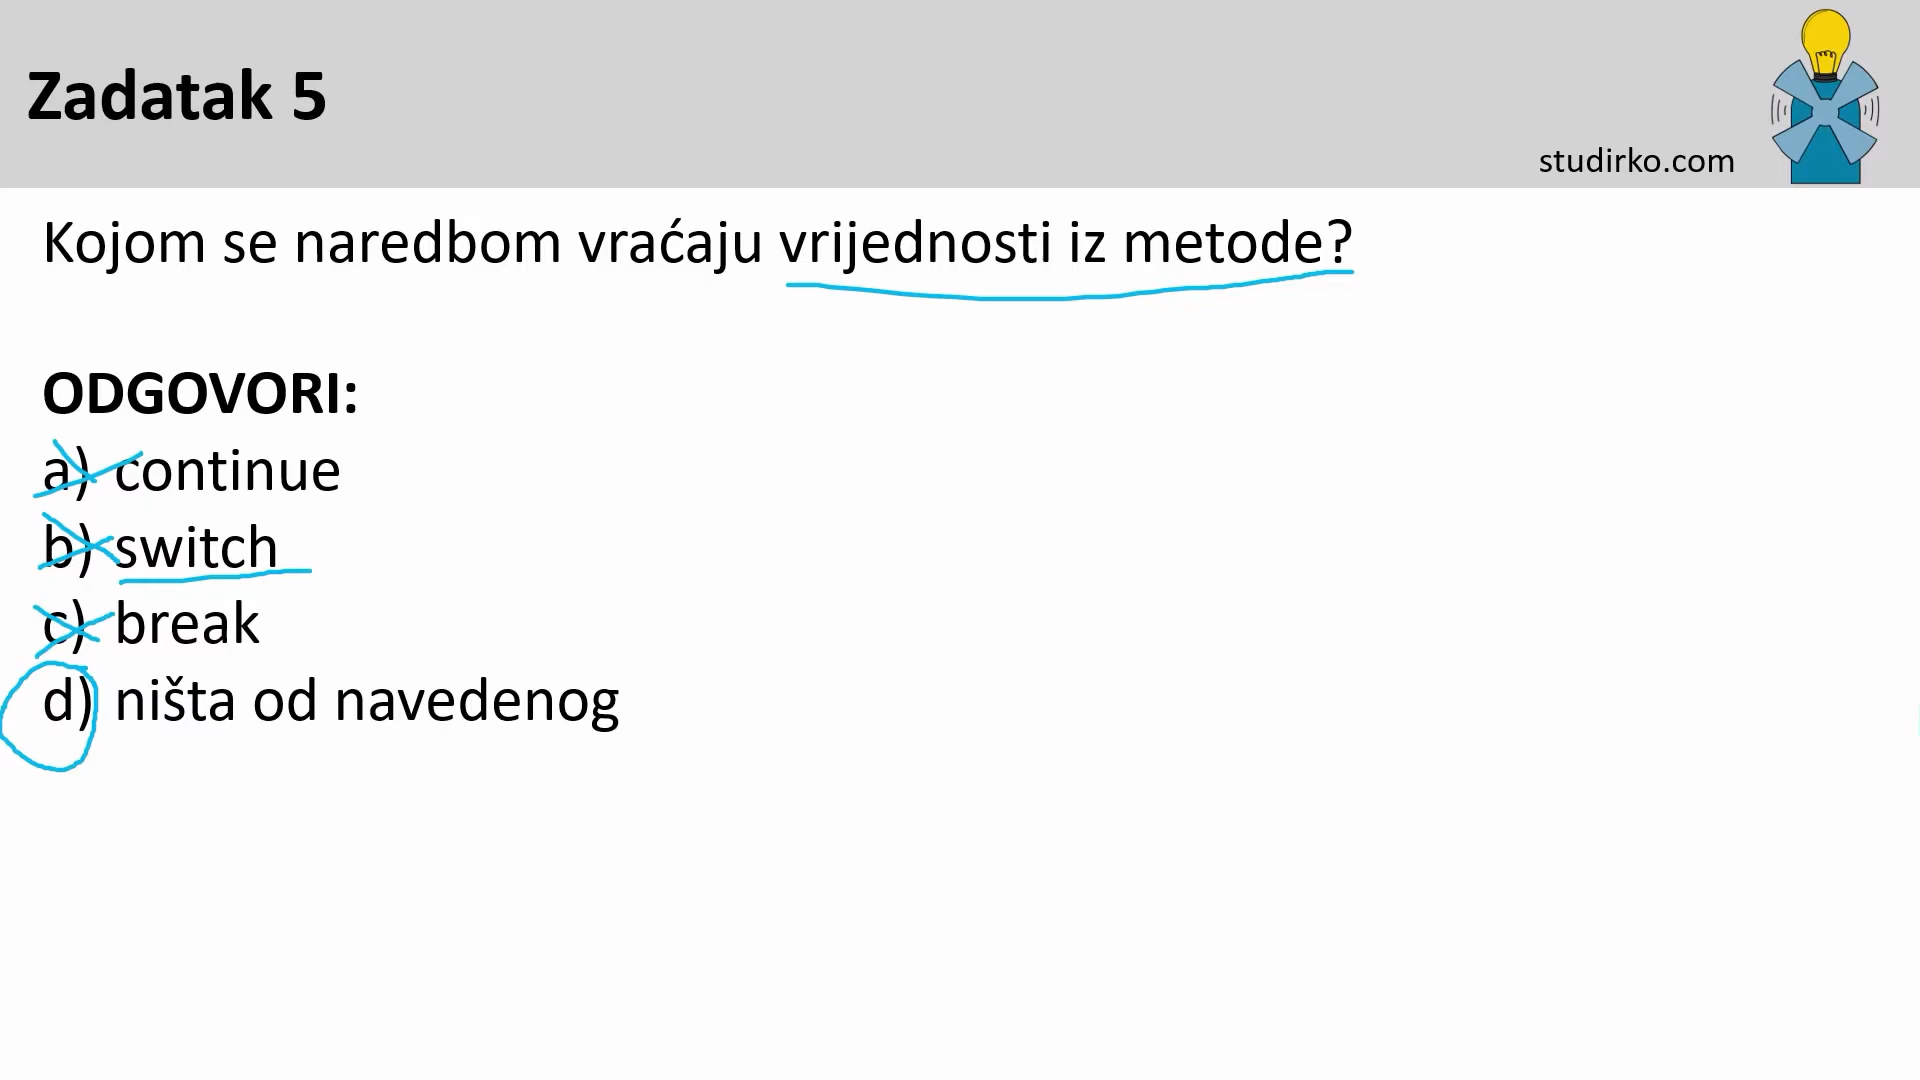 Zadatak 5
studirko.com
Kojom se naredbom vraćaju vrijednosti iz metode?
ODGOVORI:
a) continue
b) switch
c) break
d) ništa od navedenog